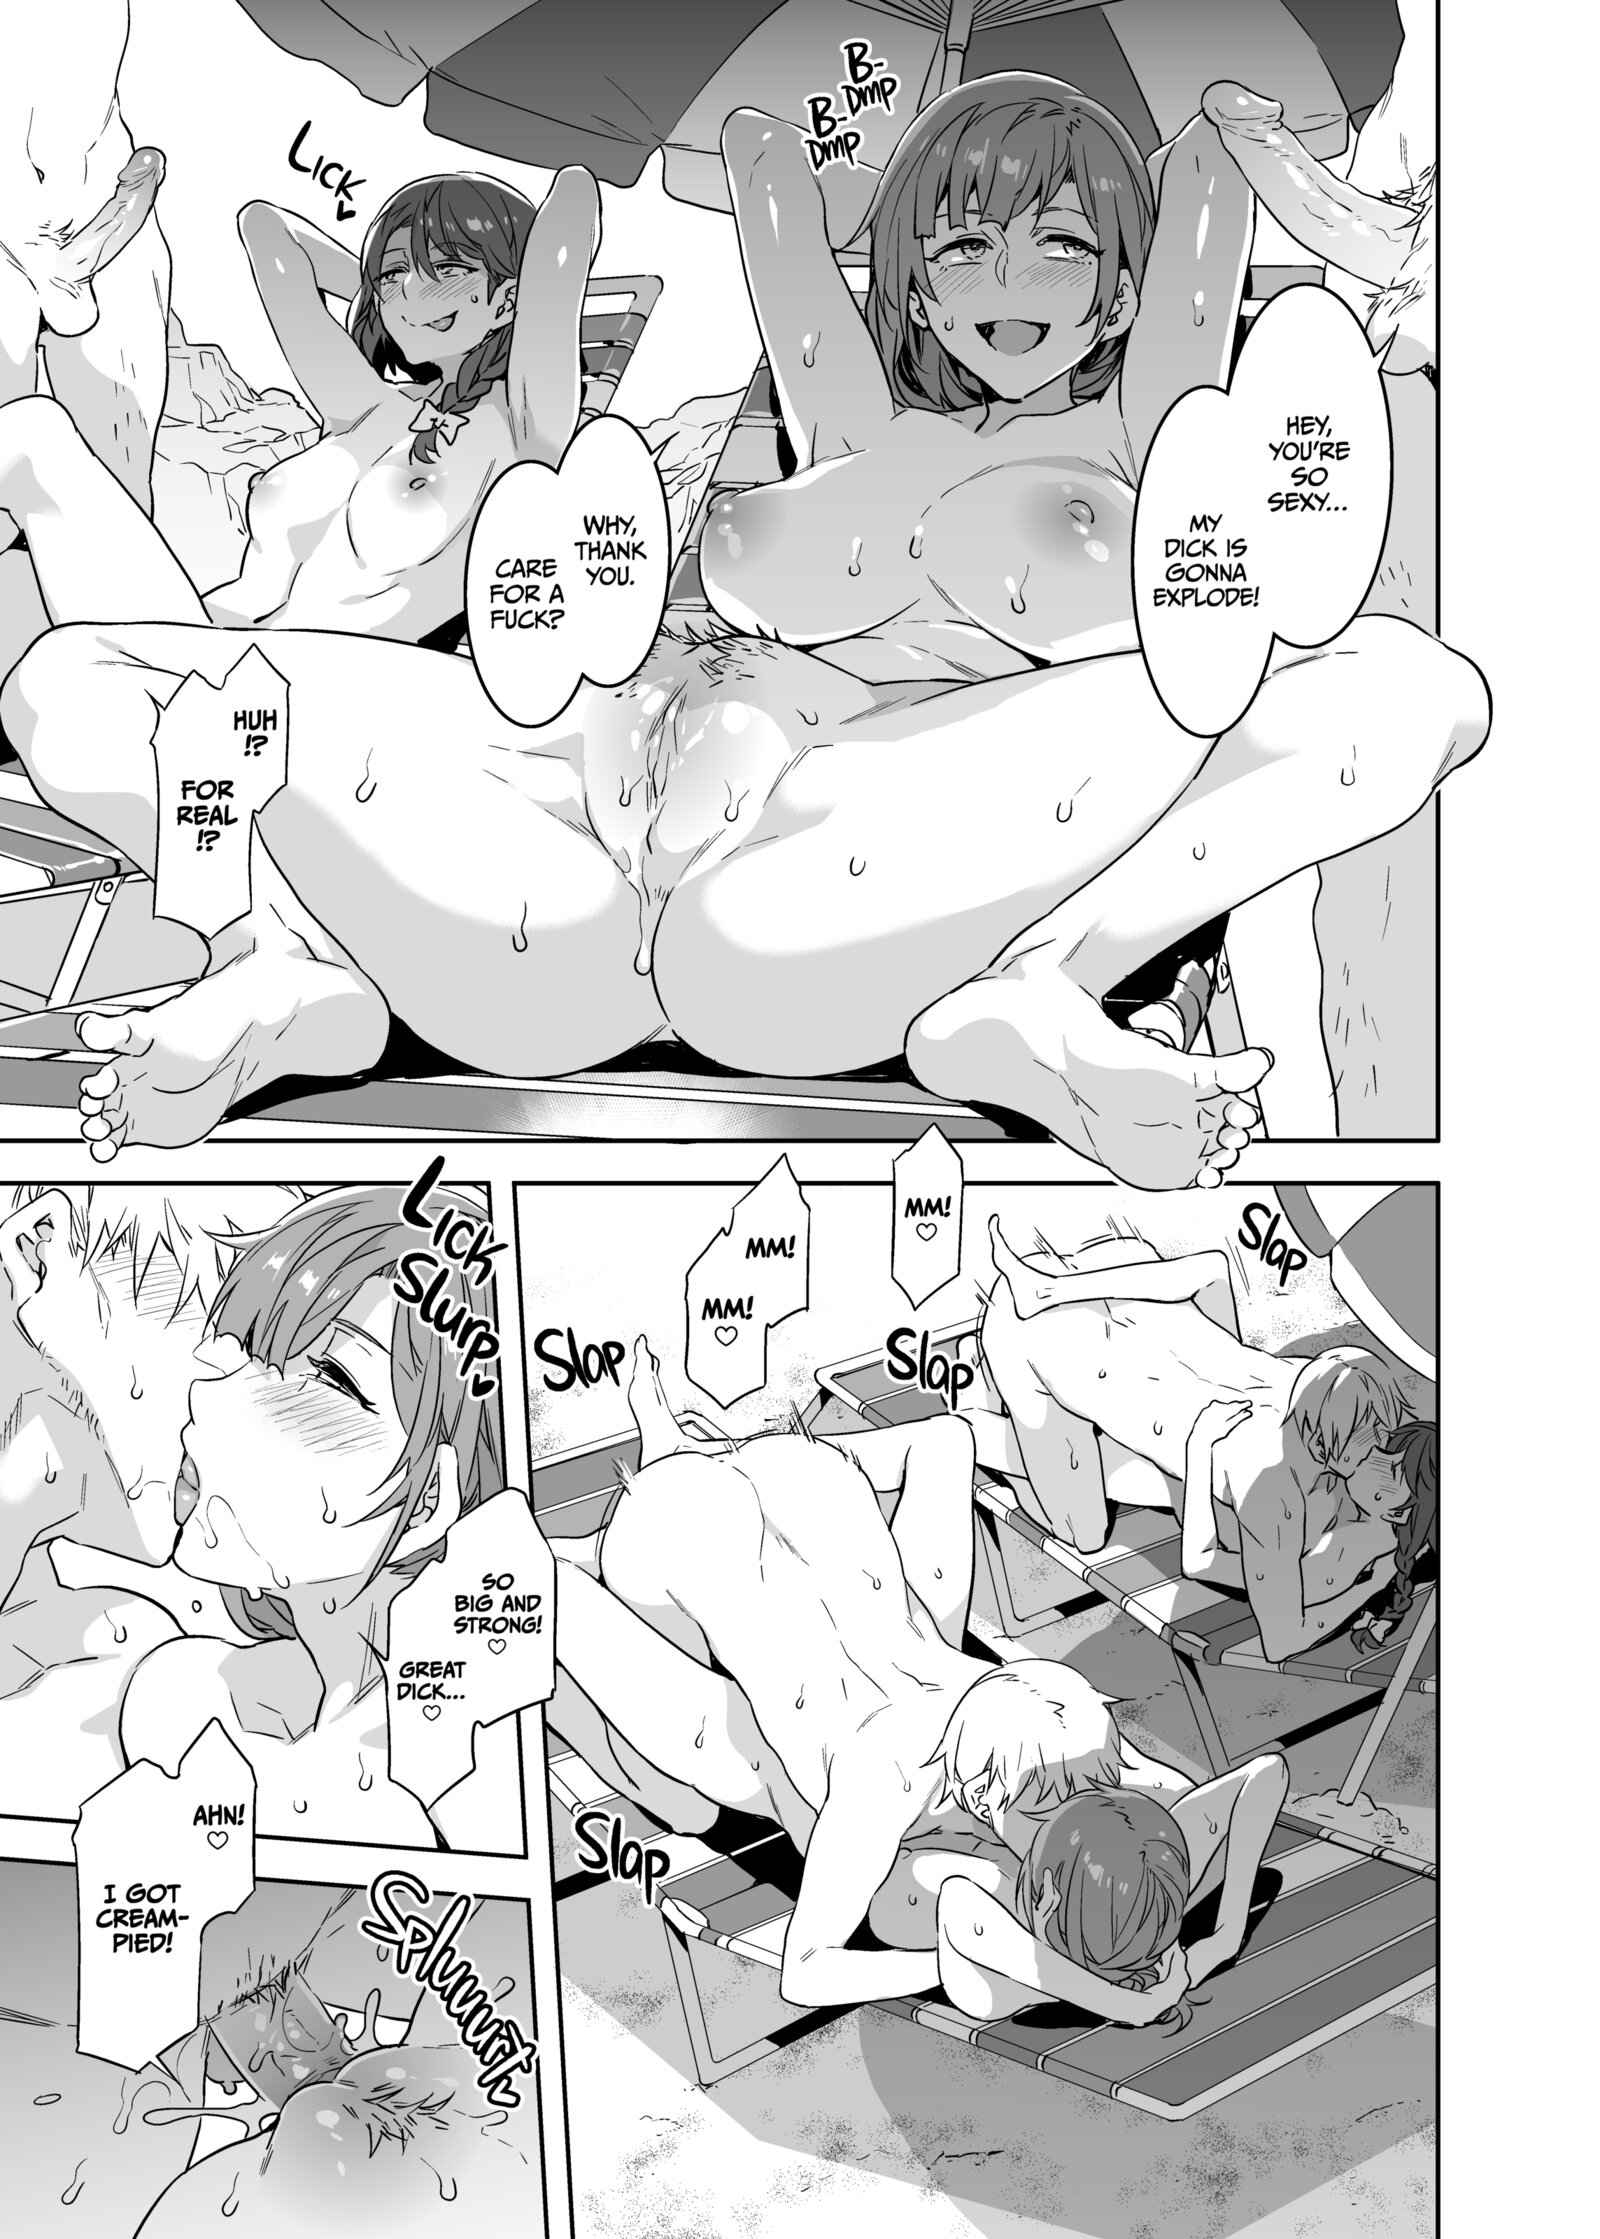 B-
DMP
B-
DMP
HEY,
YOU'RE
SO
SEXY...
MY
DICK IS
GONNA
EXPLODE!
LICK
WHY,
THANK
YOU.
CARE
FOR A
FUCK?
HUH
!?
FOR
REAL
!?
SLAP
MM!
♡
MM!
MM!
♡
SLAP
SLAP
SLAP
LICK
SLURP
SO
BIG AND
STRONG!
♡
GREAT
DICK...
♡
AHN!
♡
I GOT
CREAM-
PIED!
SPLUUURT